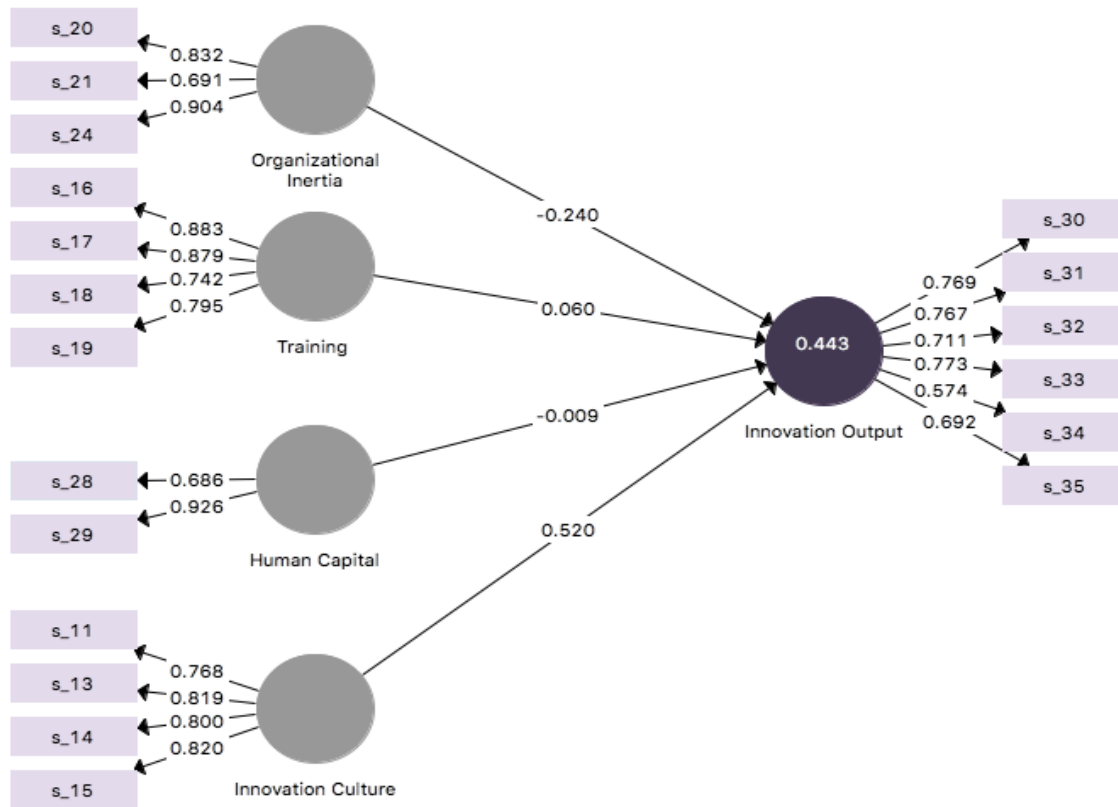 s_20
0.832
s_21
0.691
0.904
s_24
Organizational
Inertia
-0.240
s_16
0.883
s_17
0.879
s_18
0.742
0.795
s_19
Training
0.060
s_28
0.686
0.926
s_29
Human Capital
-0.009
s_11
0.768
s_13
0.819
0.800
s_14
0.820
s_15
Innovation Culture
0.520
0.443
Innovation Output
s_30
0.769
s_31
0.767
s_32
0.711
0.773
s_33
0.574
s_34
0.692
s_35